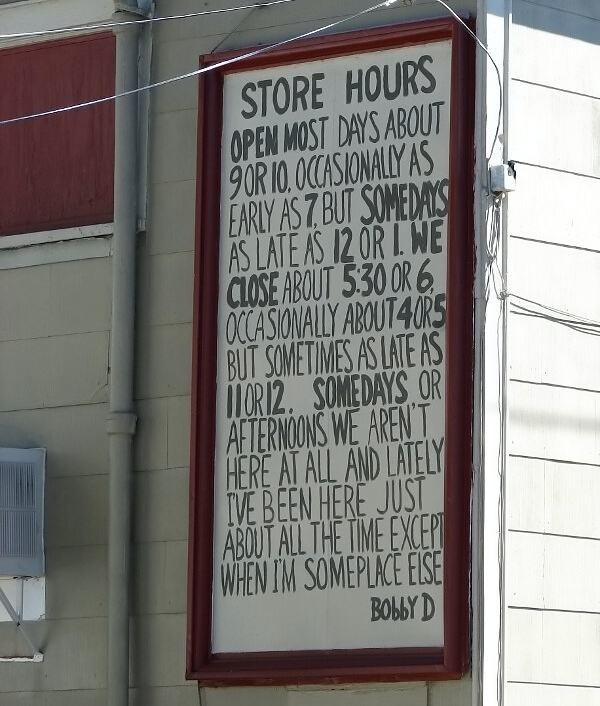 STORE HOURS
OPEN MOST DAYS ABOUT
9 OR 10. OCCASIONALLY AS
EARLY AS 7, BUT SOMEDAYS
AS LATE AS 12 OR 1. WE
CLOSE ABOUT 5:30 OR 6,
OCCASIONALLY ABOUT 4 OR 5
BUT SOMETIMES AS LATE AS
11 OR 12. SOMEDAYS OR
AFTERNOONS WE AREN'T
HERE AT ALL AND LATELY
I'VE BEEN HERE JUST
ABOUT ALL THE TIME EXCEPT
WHEN I'M SOMEPLACE ELSE
BOBBY D